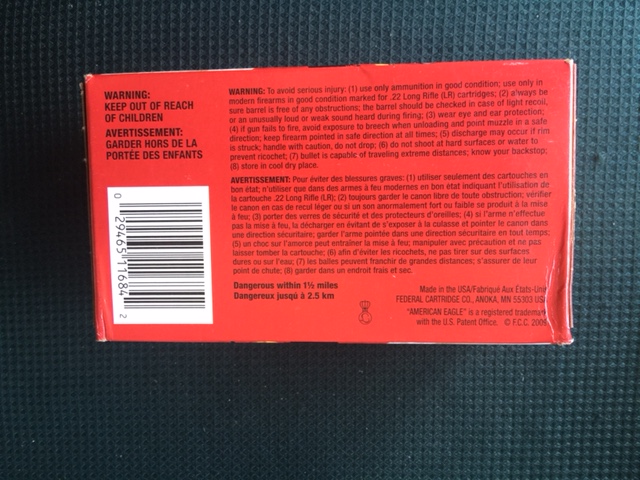 WARNING:
KEEP OUT OF REACH
OF CHILDREN
AVERTISSEMENT:
GARDER HORS DE LA
PORTÉE DES ENFANTS
WARNING: To avoid serious injury: (1) use only ammunition in good condition; use only in
modern firearms in good condition marked for .22 Long Rifle (LR) cartridges; (2) always be
sure barrel is free of any obstructions; the barrel should be checked in case of light recoil,
or an unusually loud or weak sound heard during firing; (3) wear eye and ear protection;
(4) if gun fails to fire, avoid exposure to breech when unloading and point muzzle in a safe
direction; keep firearm pointed in safe direction at all times; (5) discharge may occur if rim
is struck; handle with caution, do not drop; (6) do not shoot at hard surfaces or water to
prevent ricochet; (7) bullet is capable of traveling extreme distances; know your backstop;
(8) store in cool dry place.
AVERTISSEMENT: Pour éviter des blessures graves: (1) utiliser seulement des cartouches en
bon état; n'utiliser que dans des armes à feu modernes en bon état indiquant l'utilisation de
la cartouche .22 Long Rifle (LR); (2) toujours garder le canon libre de toute obstruction; vérifier
le canon en cas de recul léger ou si un son anormalement fort ou faible se produit à la mise
à feu; (3) porter des verres de sécurité et des protecteurs d'oreilles; (4) si l'arme n'effectue
pas la mise à feu, la décharger en évitant de s'exposer à la culasse et pointer le canon dans
une direction sécuritaire; garder l'arme pointée dans une direction sécuritaire en tout temps;
(5) un choc sur l'amorce peut entraîner la mise à feu; manipuler avec précaution et ne pas
laisser tomber la cartouche; (6) afin d'éviter les ricochets, ne pas tirer sur des surfaces
dures ou sur l'eau; (7) les balles peuvent franchir de grandes distances; s'assurer de leur
point de chute; (8) garder dans un endroit frais et sec.
Dangerous within 1½ miles
Dangereux jusqú à 2.5 km
Made in the USA/Fabriqué Aux États-Unis
FEDERAL CARTRIDGE CO., ANOKA, MN 55303 USA
"AMERICAN EAGLE" is a registered trademark
with the U.S. Patent Office. © F.C.C. 2009
0 29465 11684 2